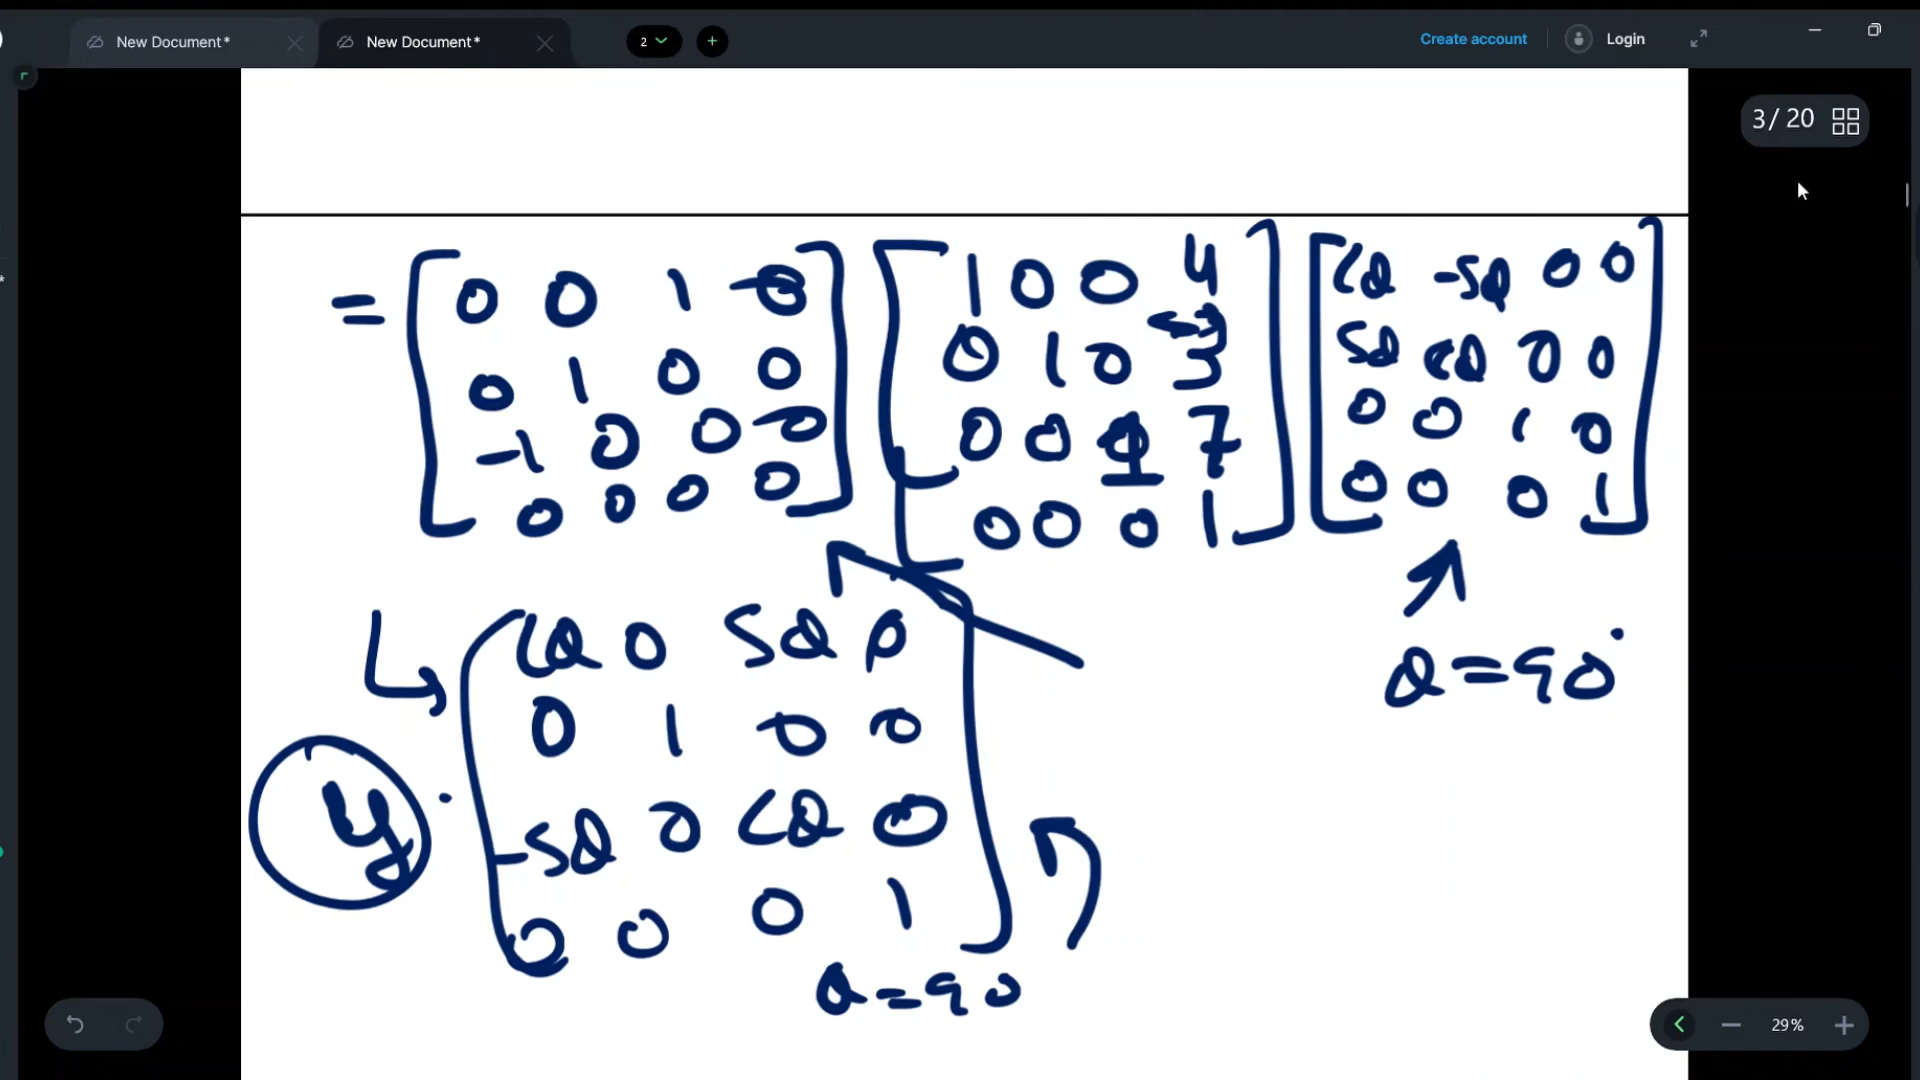 New Document* New Document* 2 Create account Login
3/ 20
= [ 0 0 1 0 ] [ 1 0 0 4 ] [ cθ -sθ 0 0 ]
0 1 0 0 0 1 0 -3 sθ cθ 0 0
-1 0 0 0 0 0 1 7 0 0 1 0
0 0 0 0 0 0 0 1 0 0 0 1
θ=90°
cθ 0 sθ 0
0 1 0 0
y
-sθ 0 cθ 0
0 0 0 1
θ=90
29%